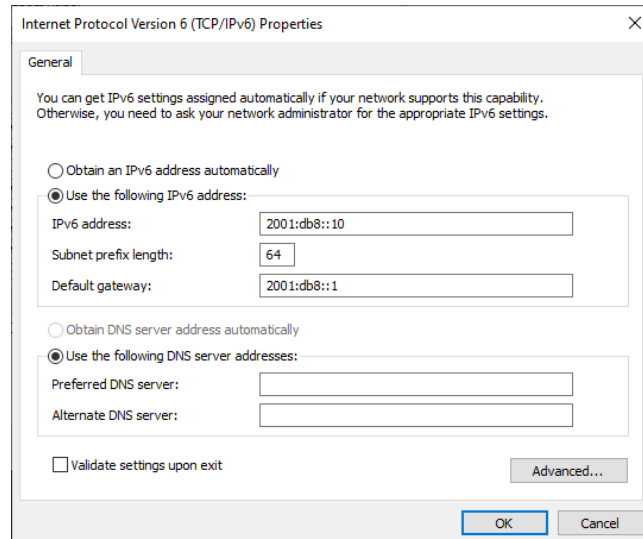 Internet Protocol Version 6 (TCP/IPv6) Properties
General
You can get IPv6 settings assigned automatically if your network supports this capability.
Otherwise, you need to ask your network administrator for the appropriate IPv6 settings.
Obtain an IPv6 address automatically
Use the following IPv6 address:
IPv6 address: 2001:db8::10
Subnet prefix length: 64
Default gateway: 2001:db8::1
Obtain DNS server address automatically
Use the following DNS server addresses:
Preferred DNS server:
Alternate DNS server:
Validate settings upon exit
Advanced...
OK Cancel